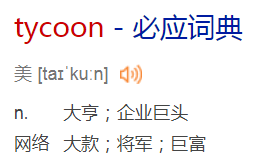 tycoon - 必应词典
美 [taɪˈkuːn]
n. 大亨；企业巨头
网络 大款；将军；巨富